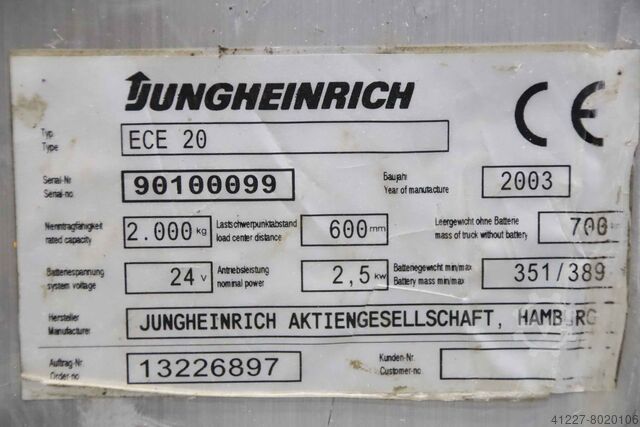 JUNGHEINRICH
CE
Typ
Type
ECE 20
Serial-Nr
Serial-no
90100099
Baujahr
Year of manufacture
2003
Nenntragfähigkeit
rated capacity
2.000 kg
Lastschwerpunktabstand
load center distance
600 mm
Leergewicht ohne Batterie
mass of truck without battery
700
Batteriespannung
system voltage
24 V
Antriebsleistung
nominal power
2,5 kW
Batteriegewicht min/max
Battery mass min/max
351/389
Hersteller
Manufacturer
JUNGHEINRICH AKTIENGESELLSCHAFT, HAMBURG
Auftrag-Nr
Order no
13226897
Kunden-Nr.
Customer-no.
41227-8020106